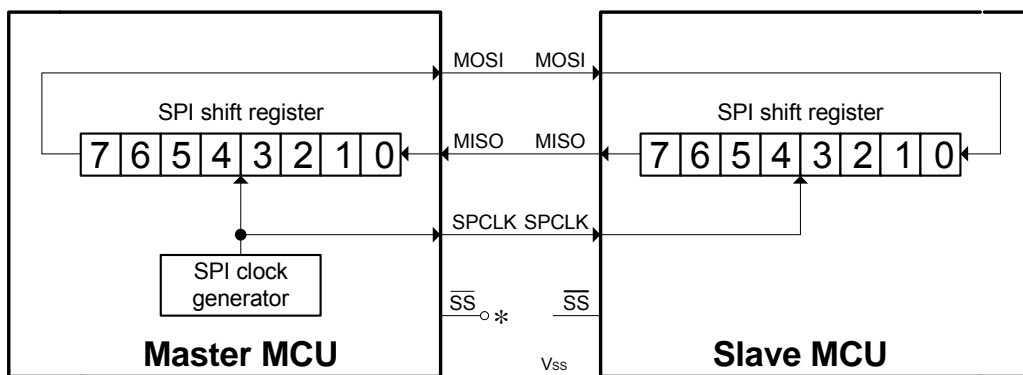 MOSI MOSI
SPI shift register
SPI shift register
7 6 5 4 3 2 1 0
MISO MISO
7 6 5 4 3 2 1 0
SPCLK SPCLK
SPI clock
generator
SS
*
SS
Master MCU
Vss
Slave MCU